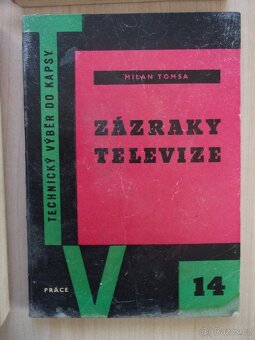 MILAN TOMSA
ZÁZRAKY
TELEVIZE
TECHNICKÝ VÝBĚR DO KAPSY
PRÁCE
14
T
V